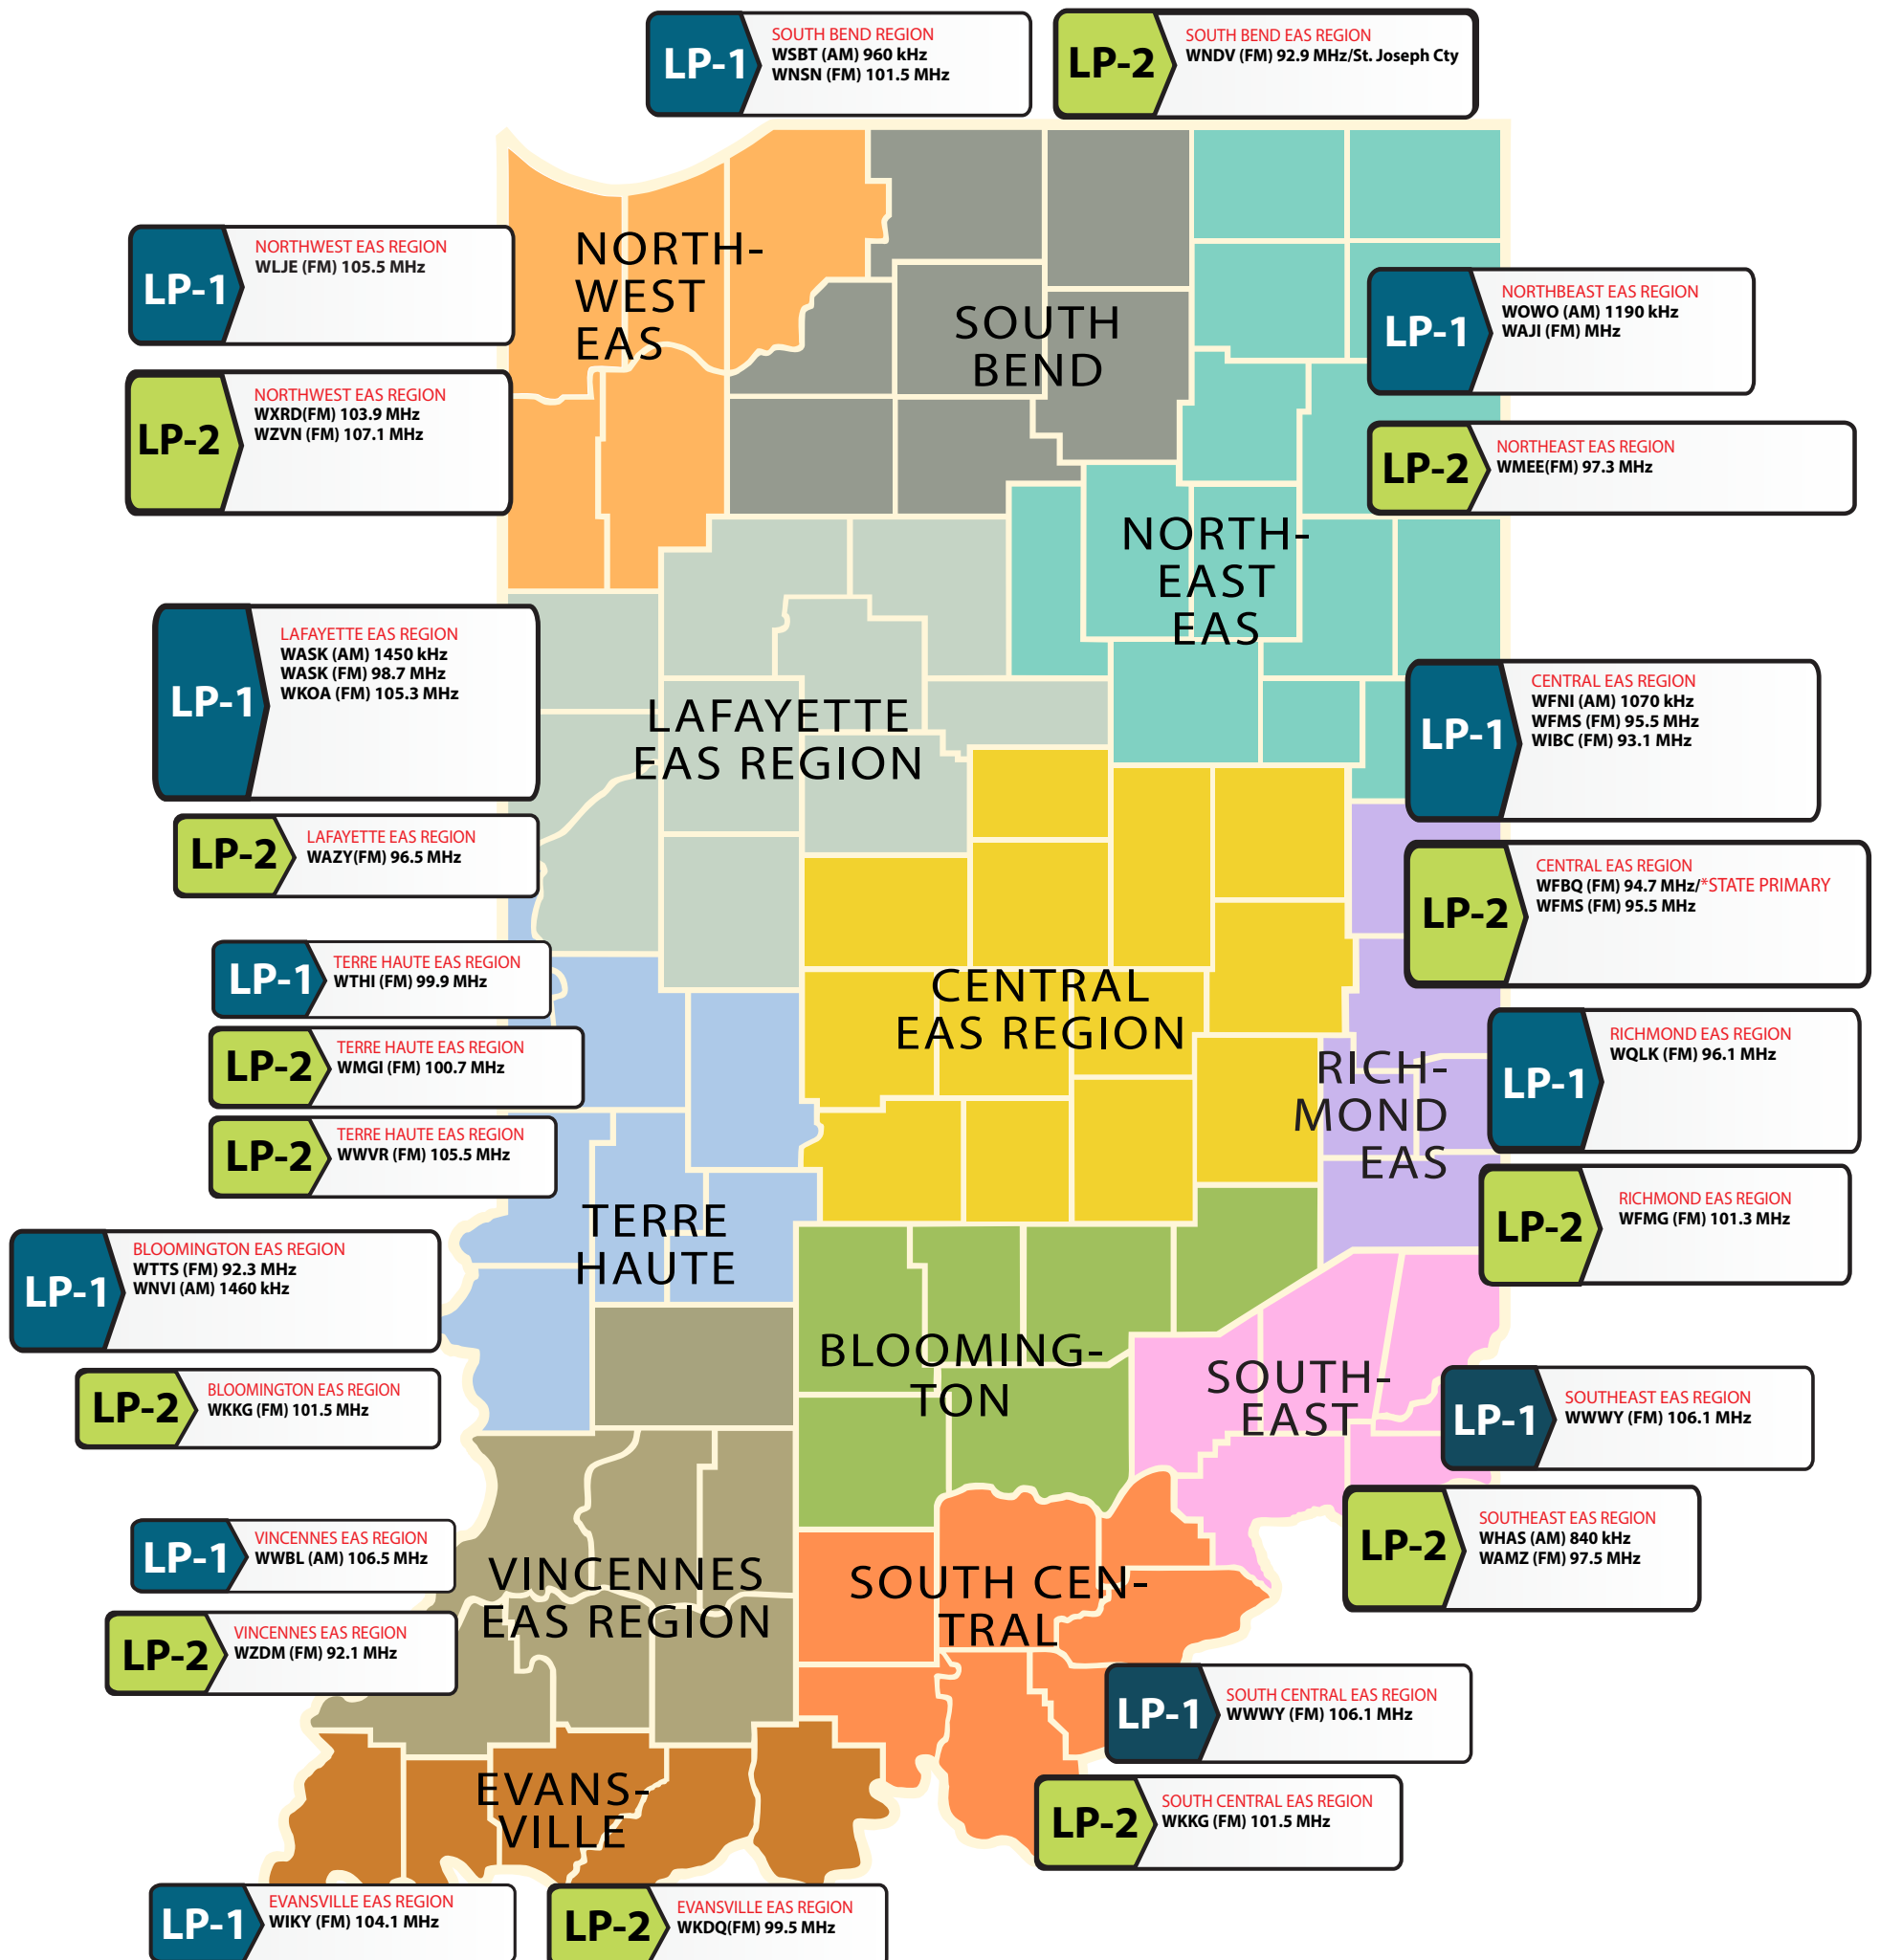 LP-1
SOUTH BEND REGION
WSBT (AM) 960 kHz
WNSN (FM) 101.5 MHz
LP-2
SOUTH BEND EAS REGION
WNDV (FM) 92.9 MHz/St. Joseph Cty
LP-1
NORTHWEST EAS REGION
WLJE (FM) 105.5 MHz
NORTH-
WEST
EAS
SOUTH
BEND
LP-1
NORTHBEAST EAS REGION
WOWO (AM) 1190 kHz
WAJI (FM) MHz
LP-2
NORTHWEST EAS REGION
WXRD(FM) 103.9 MHz
WZVN (FM) 107.1 MHz
LP-2
NORTHEAST EAS REGION
WMEE(FM) 97.3 MHz
NORTH-
EAST
EAS
LP-1
LAFAYETTE EAS REGION
WASK (AM) 1450 kHz
WASK (FM) 98.7 MHz
WKOA (FM) 105.3 MHz
LAFAYETTE
EAS REGION
LP-1
CENTRAL EAS REGION
WFNI (AM) 1070 kHz
WFMS (FM) 95.5 MHz
WIBC (FM) 93.1 MHz
LP-2
LAFAYETTE EAS REGION
WAZY(FM) 96.5 MHz
LP-2
CENTRAL EAS REGION
WFBQ (FM) 94.7 MHz/*STATE PRIMARY
WFMS (FM) 95.5 MHz
LP-1
TERRE HAUTE EAS REGION
WTHI (FM) 99.9 MHz
CENTRAL
EAS REGION
LP-2
TERRE HAUTE EAS REGION
WMGI (FM) 100.7 MHz
RICH-
MOND
EAS
LP-1
RICHMOND EAS REGION
WQLK (FM) 96.1 MHz
LP-2
TERRE HAUTE EAS REGION
WWVR (FM) 105.5 MHz
LP-2
RICHMOND EAS REGION
WFMG (FM) 101.3 MHz
TERRE
HAUTE
LP-1
BLOOMINGTON EAS REGION
WTTS (FM) 92.3 MHz
WNVI (AM) 1460 kHz
BLOOMING-
TON
SOUTH-
EAST
LP-2
BLOOMINGTON EAS REGION
WKKG (FM) 101.5 MHz
LP-1
SOUTHEAST EAS REGION
WWWY (FM) 106.1 MHz
LP-1
VINCENNES EAS REGION
WWBL (AM) 106.5 MHz
VINCENNES
EAS REGION
SOUTH CEN-
TRAL
LP-2
SOUTHEAST EAS REGION
WHAS (AM) 840 kHz
WAMZ (FM) 97.5 MHz
LP-2
VINCENNES EAS REGION
WZDM (FM) 92.1 MHz
LP-1
SOUTH CENTRAL EAS REGION
WWWY (FM) 106.1 MHz
EVANS-
VILLE
LP-2
SOUTH CENTRAL EAS REGION
WKKG (FM) 101.5 MHz
LP-1
EVANSVILLE EAS REGION
WIKY (FM) 104.1 MHz
LP-2
EVANSVILLE EAS REGION
WKDQ(FM) 99.5 MHz